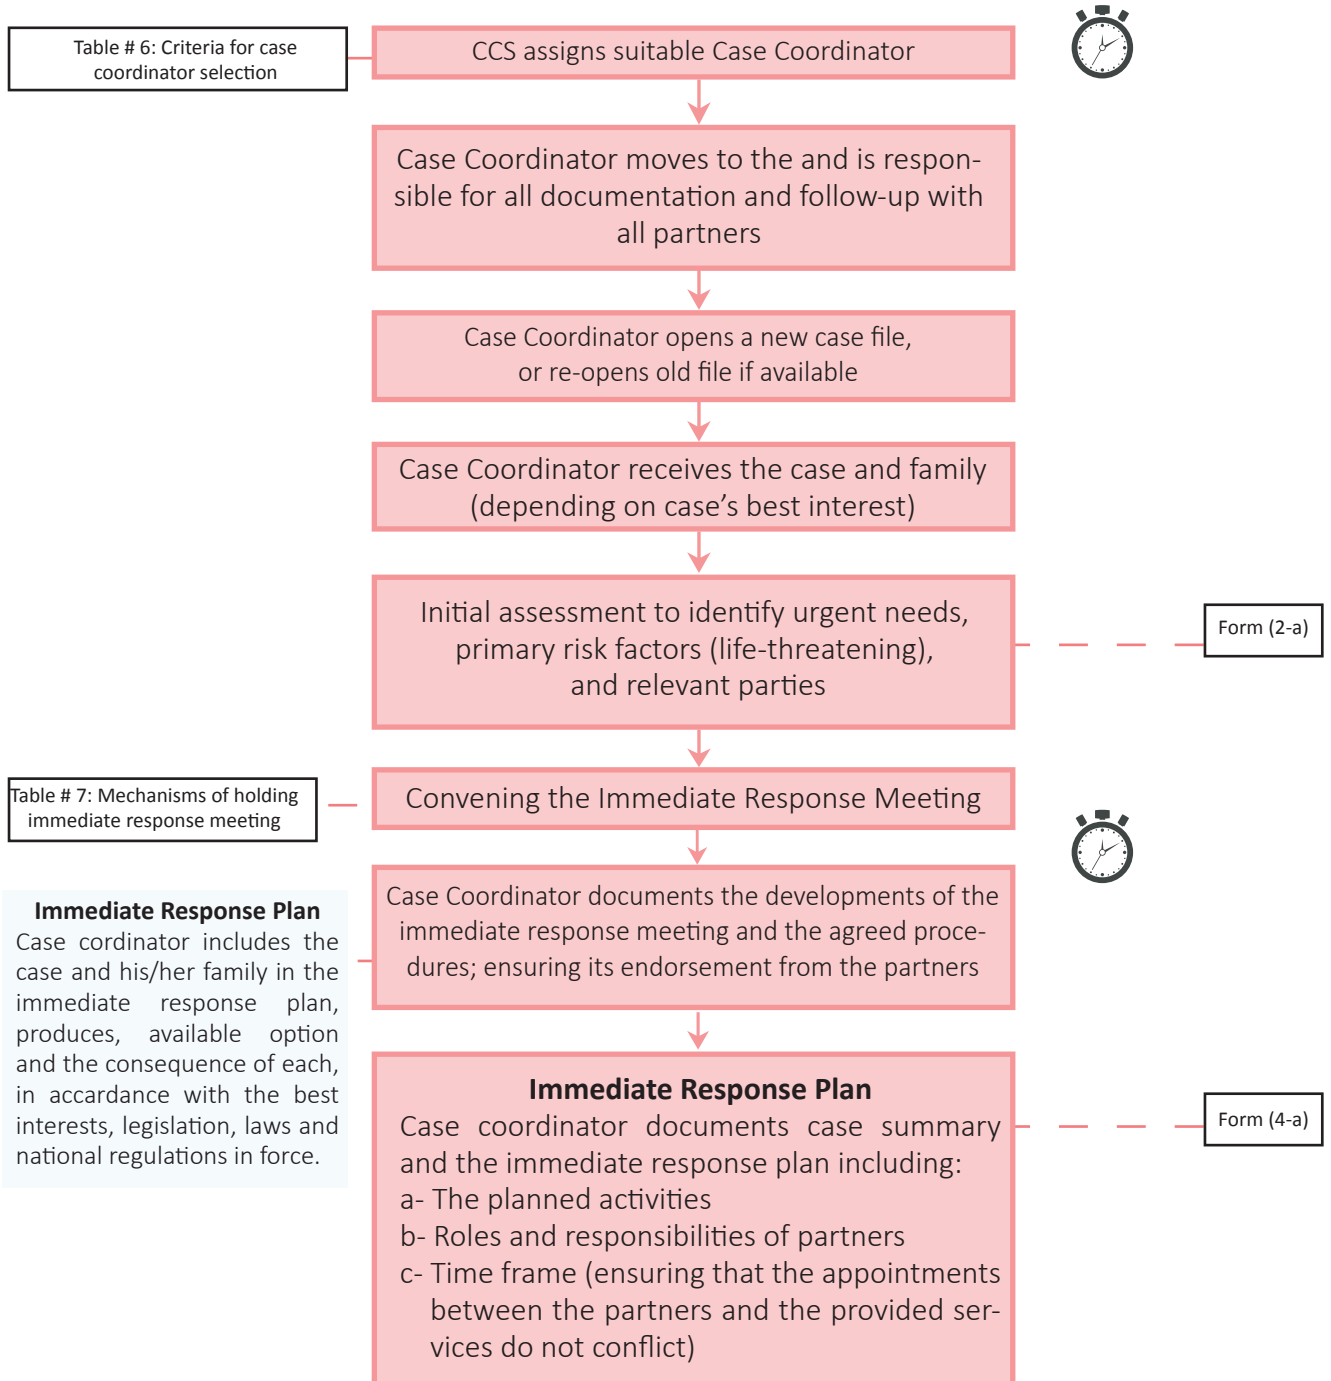 Table # 6: Criteria for case
coordinator selection
CCS assigns suitable Case Coordinator
Case Coordinator moves to the and is respon-
sible for all documentation and follow-up with
all partners
Case Coordinator opens a new case file,
or re-opens old file if available
Case Coordinator receives the case and family
(depending on case's best interest)
Initial assessment to identify urgent needs,
primary risk factors (life-threatening),
and relevant parties
Form (2-a)
Table # 7: Mechanisms of holding
immediate response meeting
Convening the Immediate Response Meeting
Case Coordinator documents the developments of the
immediate response meeting and the agreed proce-
dures; ensuring its endorsement from the partners
Immediate Response Plan
Case cordinator includes the
case and his/her family in the
immediate response plan,
produces, available option
and the consequence of each,
in accardance with the best
interests, legislation, laws and
national regulations in force.
Immediate Response Plan
Case coordinator documents case summary
and the immediate response plan including:
a- The planned activities
b- Roles and responsibilities of partners
c- Time frame (ensuring that the appointments
between the partners and the provided ser-
vices do not conflict)
Form (4-a)